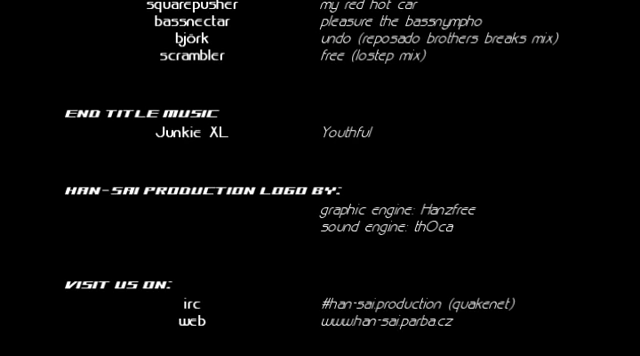 squarepusher my red hot car
bassnectar pleasure the bassnympho
björk undo (reposado brothers breaks mix)
scrambler free (lostep mix)
END TITLE MUSIC
Junkie XL Youthful
HAN-SAI PRODUCTION LOGO BY:
graphic engine: Hanzfree
sound engine: thOca
VISIT US ON:
irc #han-sai.production (quakenet)
web www.han-sai.parba.cz